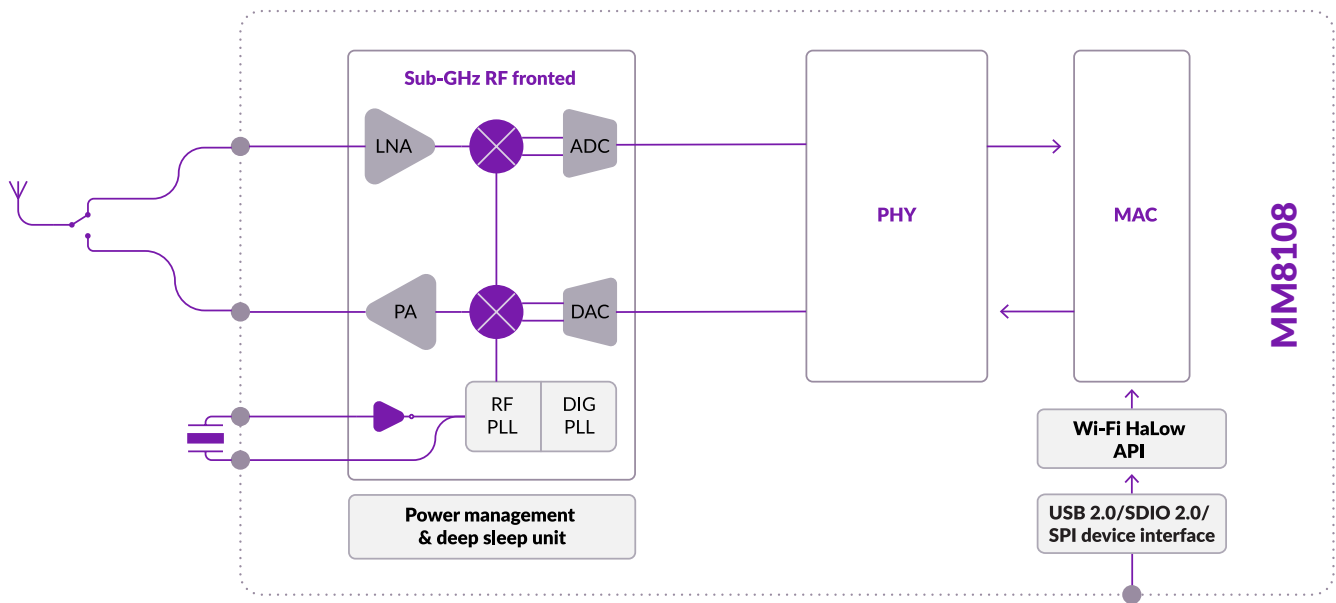 Sub-GHz RF fronted
LNA
ADC
PHY
MAC
MM8108
PA
DAC
RF
PLL
DIG
PLL
Wi-Fi HaLow
API
Power management
& deep sleep unit
USB 2.0/SDIO 2.0/
SPI device interface